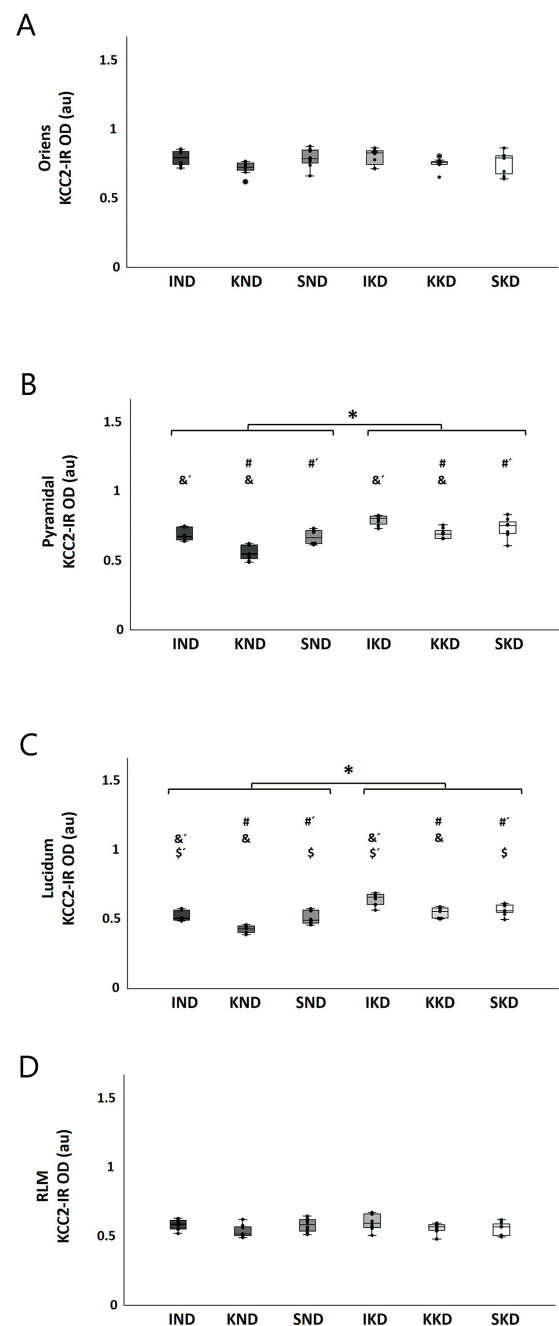 A
Oriens
KCC2-IR OD (au)
1.5
1
0.5
0
IND KND SND IKD KKD SKD
B
Pyramidal
KCC2-IR OD (au)
1.5
*
# #´ # #´
&´ & &´ &
1
0.5
0
IND KND SND IKD KKD SKD
C
Lucidum
KCC2-IR OD (au)
1.5
*
# #´ # #´
&´ & &´ &
$´ $ $´ $
1
0.5
0
IND KND SND IKD KKD SKD
D
RLM
KCC2-IR OD (au)
1.5
1
0.5
0
IND KND SND IKD KKD SKD